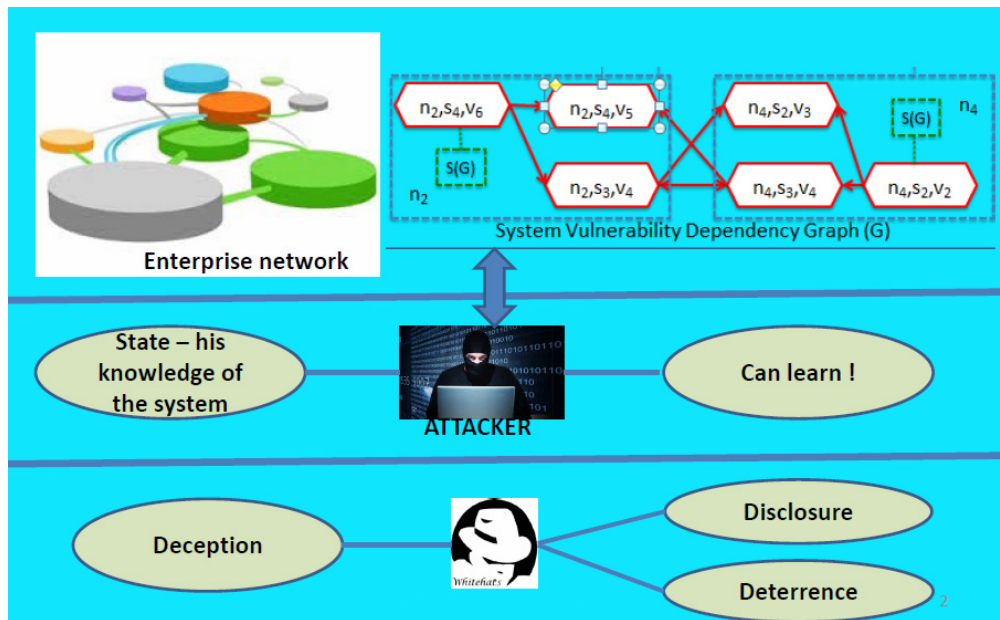 Enterprise network
n2,s4,v6
n2,s4,v5
n4,s2,v3
S(G)
n4
S(G)
n2
n2,s3,v4
n4,s3,v4
n4,s2,v2
System Vulnerability Dependency Graph (G)
State – his
knowledge of
the system
ATTACKER
Can learn !
Deception
Whitehats
Disclosure
Deterrence
2